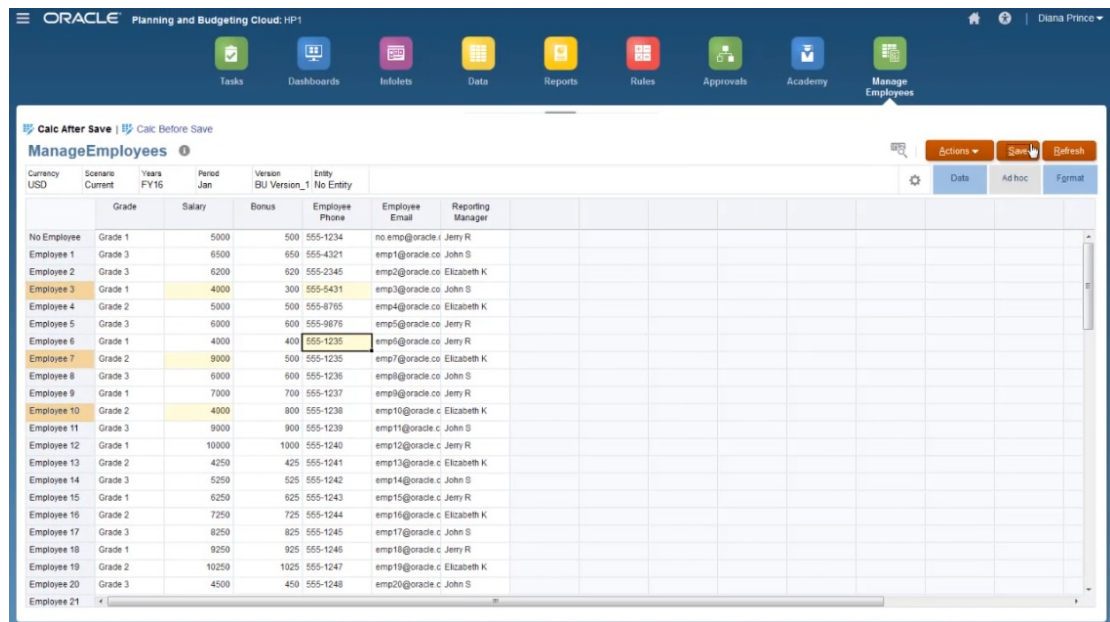 ORACLE Planning and Budgeting Cloud: HP1 Diana Prince
Tasks Dashboards Infolets Data Reports Rules Approvals Academy Manage Employees
Calc After Save | Calc Before Save
ManageEmployees
Actions Save Refresh
Currency Scenario Years Period Version Entity
USD Current FY16 Jan BU Version_1 No Entity
Data Ad hoc Format
Grade Salary Bonus Employee Phone Employee Email Reporting Manager
No Employee Grade 1 5000 500 555-1234 no.emp@oracle.c Jerry R
Employee 1 Grade 3 6500 650 555-4321 emp1@oracle.co John S
Employee 2 Grade 3 6200 620 555-2345 emp2@oracle.co Elizabeth K
Employee 3 Grade 1 4000 300 555-5431 emp3@oracle.co John S
Employee 4 Grade 2 5000 500 555-8765 emp4@oracle.co Elizabeth K
Employee 5 Grade 3 6000 600 555-9876 emp5@oracle.co Jerry R
Employee 6 Grade 1 4000 400 555-1235 emp6@oracle.co Jerry R
Employee 7 Grade 2 9000 500 555-1235 emp7@oracle.co Elizabeth K
Employee 8 Grade 3 6000 600 555-1236 emp8@oracle.co John S
Employee 9 Grade 1 7000 700 555-1237 emp9@oracle.co Jerry R
Employee 10 Grade 2 4000 800 555-1238 emp10@oracle.c Elizabeth K
Employee 11 Grade 3 9000 900 555-1239 emp11@oracle.c John S
Employee 12 Grade 1 10000 1000 555-1240 emp12@oracle.c Jerry R
Employee 13 Grade 2 4250 425 555-1241 emp13@oracle.c Elizabeth K
Employee 14 Grade 3 5250 525 555-1242 emp14@oracle.c John S
Employee 15 Grade 1 6250 625 555-1243 emp15@oracle.c Jerry R
Employee 16 Grade 2 7250 725 555-1244 emp16@oracle.c Elizabeth K
Employee 17 Grade 3 8250 825 555-1245 emp17@oracle.c John S
Employee 18 Grade 1 9250 925 555-1246 emp18@oracle.c Jerry R
Employee 19 Grade 2 10250 1025 555-1247 emp19@oracle.c Elizabeth K
Employee 20 Grade 3 4500 450 555-1248 emp20@oracle.c John S
Employee 21